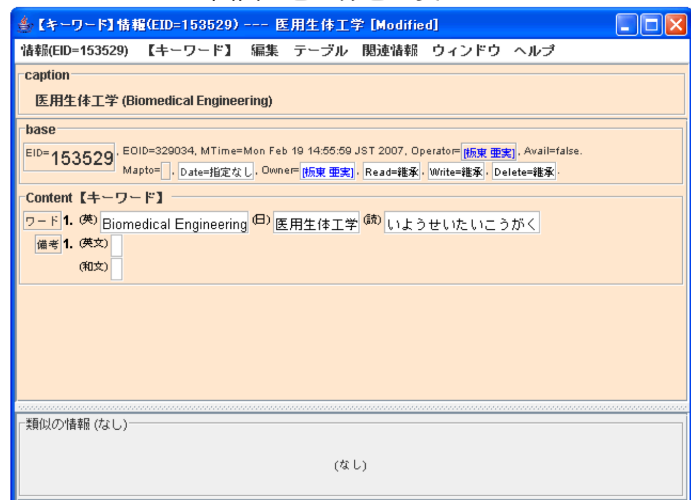 【キーワード】情報(EID=153529) --- 医用生体工学 [Modified]
情報(EID=153529) 【キーワード】 編集 テーブル 関連情報 ウィンドウ ヘルプ
caption
医用生体工学 (Biomedical Engineering)
base
EID=153529, EOID=329034, MTime=Mon Feb 19 14:55:59 JST 2007, Operator=[板東 亜実], Avail=false.
Mapto= , Date=指定なし, Owner=[板東 亜実], Read=継承, Write=継承, Delete=継承.
Content【キーワード】
ワード 1. (英) Biomedical Engineering (日) 医用生体工学 (読) いようせいたいこうがく
備考 1. (英文)
(和文)
類似の情報 (なし)
(なし)